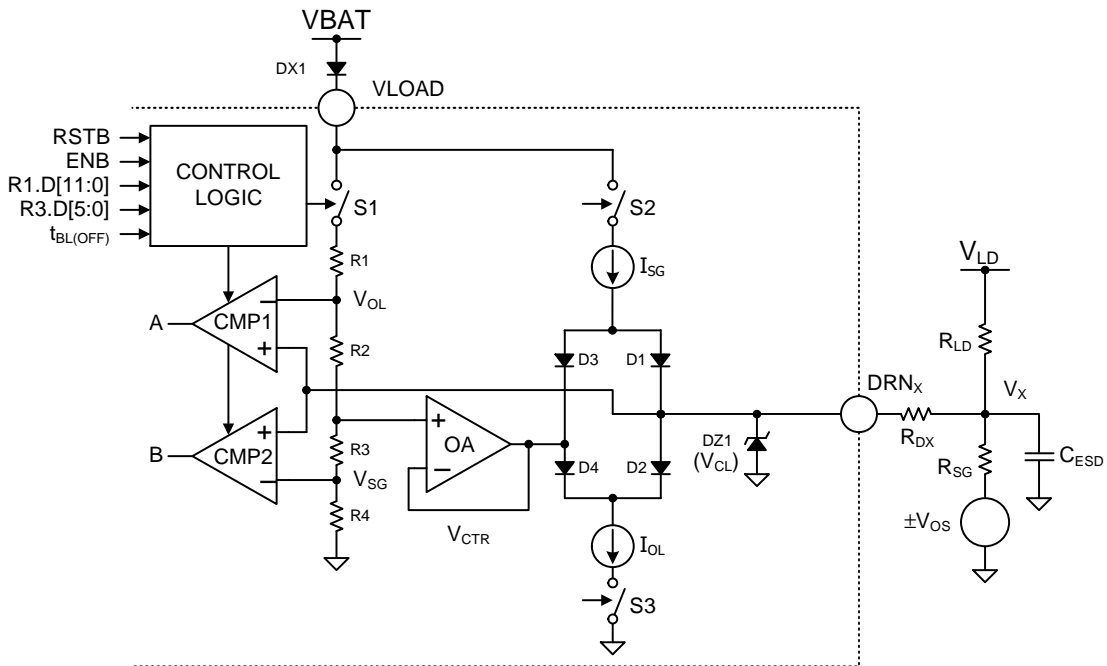 VBAT
DX1
VLOAD
RSTB
ENB
R1.D[11:0]
R3.D[5:0]
tBL(OFF)
CONTROL
LOGIC
S1
S2
R1
ISG
VOL
A
CMP1
−
+
R2
D3
D1
VLD
RLD
DRNX
VX
RDX
B
CMP2
+
−
R3
VSG
R4
+
OA
−
VCTR
D4
D2
DZ1
(VCL)
RSG
CESD
±VOS
IOL
S3